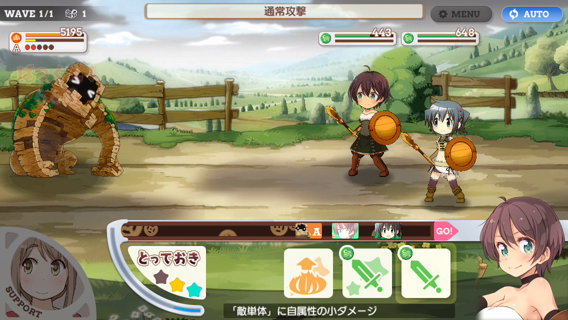 WAVE 1/1 1
通常攻撃
MENU
AUTO
5195
443
648
A
A
GO!
とっておき
SUPPORT
「敵単体」に自属性の小ダメージ